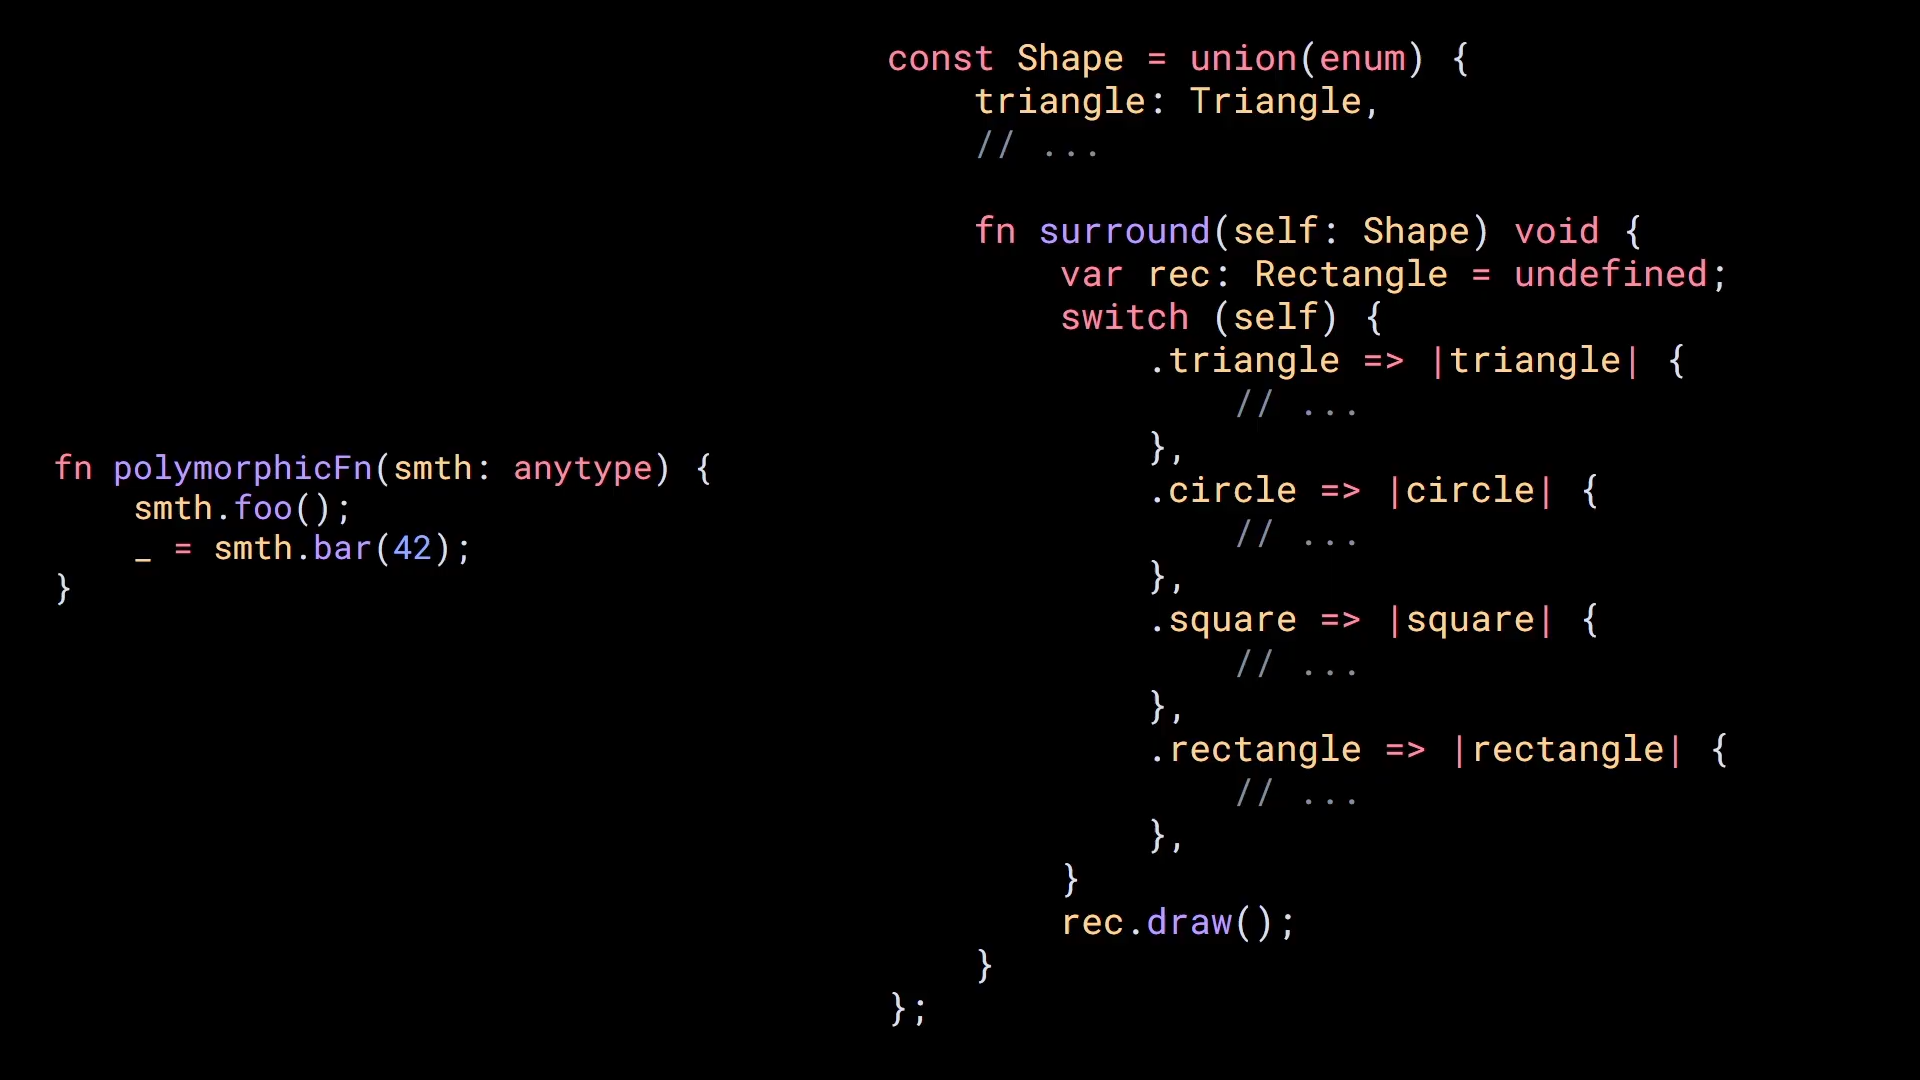 fn polymorphicFn(smth: anytype) {
    smth.foo();
    _ = smth.bar(42);
}
const Shape = union(enum) {
    triangle: Triangle,
    // ...

    fn surround(self: Shape) void {
        var rec: Rectangle = undefined;
        switch (self) {
            .triangle => |triangle| {
                // ...
            },
            .circle => |circle| {
                // ...
            },
            .square => |square| {
                // ...
            },
            .rectangle => |rectangle| {
                // ...
            },
        }
        rec.draw();
    }
};